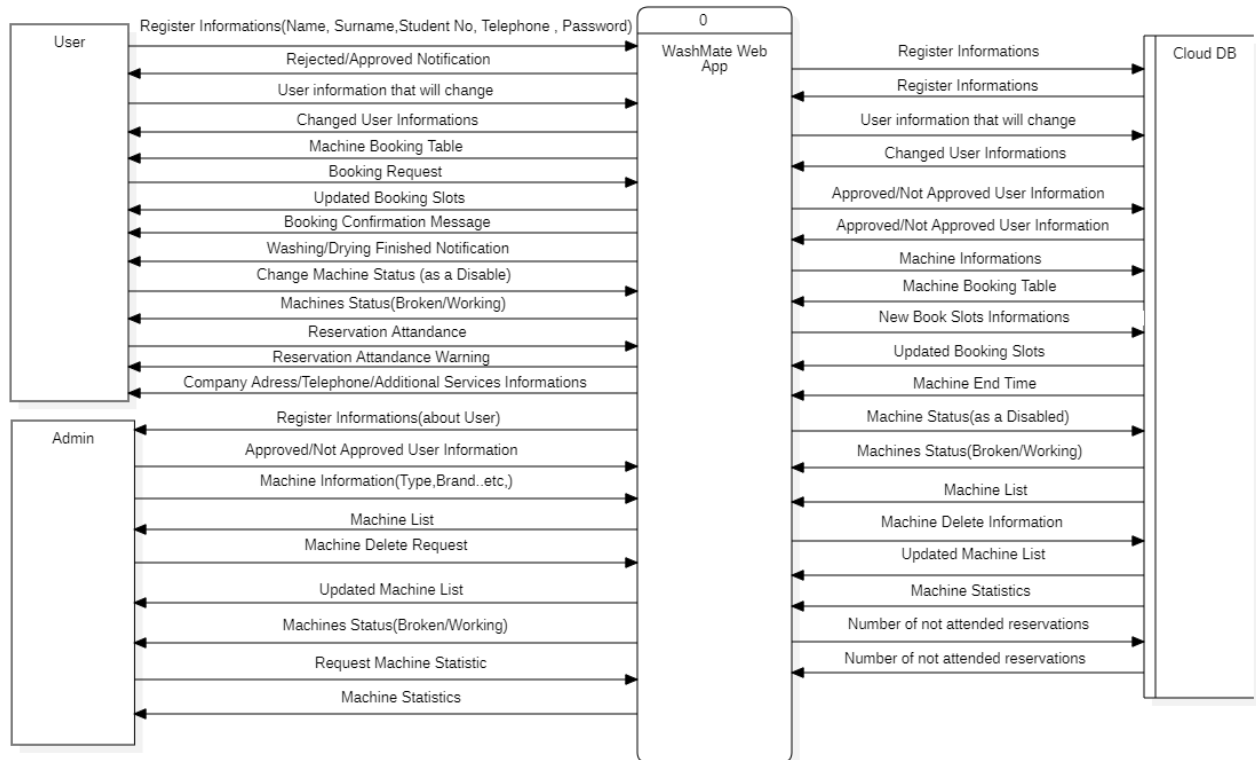 User
Register Informations(Name, Surname,Student No, Telephone , Password)
Rejected/Approved Notification
User information that will change
Changed User Informations
Machine Booking Table
Booking Request
Updated Booking Slots
Booking Confirmation Message
Washing/Drying Finished Notification
Change Machine Status (as a Disable)
Machines Status(Broken/Working)
Reservation Attandance
Reservation Attandance Warning
Company Adress/Telephone/Additional Services Informations
Admin
Register Informations(about User)
Approved/Not Approved User Information
Machine Information(Type,Brand..etc,)
Machine List
Machine Delete Request
Updated Machine List
Machines Status(Broken/Working)
Request Machine Statistic
Machine Statistics
0
WashMate Web
App
Register Informations
Register Informations
User information that will change
Changed User Informations
Approved/Not Approved User Information
Approved/Not Approved User Information
Machine Informations
Machine Booking Table
New Book Slots Informations
Updated Booking Slots
Machine End Time
Machine Status(as a Disabled)
Machines Status(Broken/Working)
Machine List
Machine Delete Information
Updated Machine List
Machine Statistics
Number of not attended reservations
Number of not attended reservations
Cloud DB